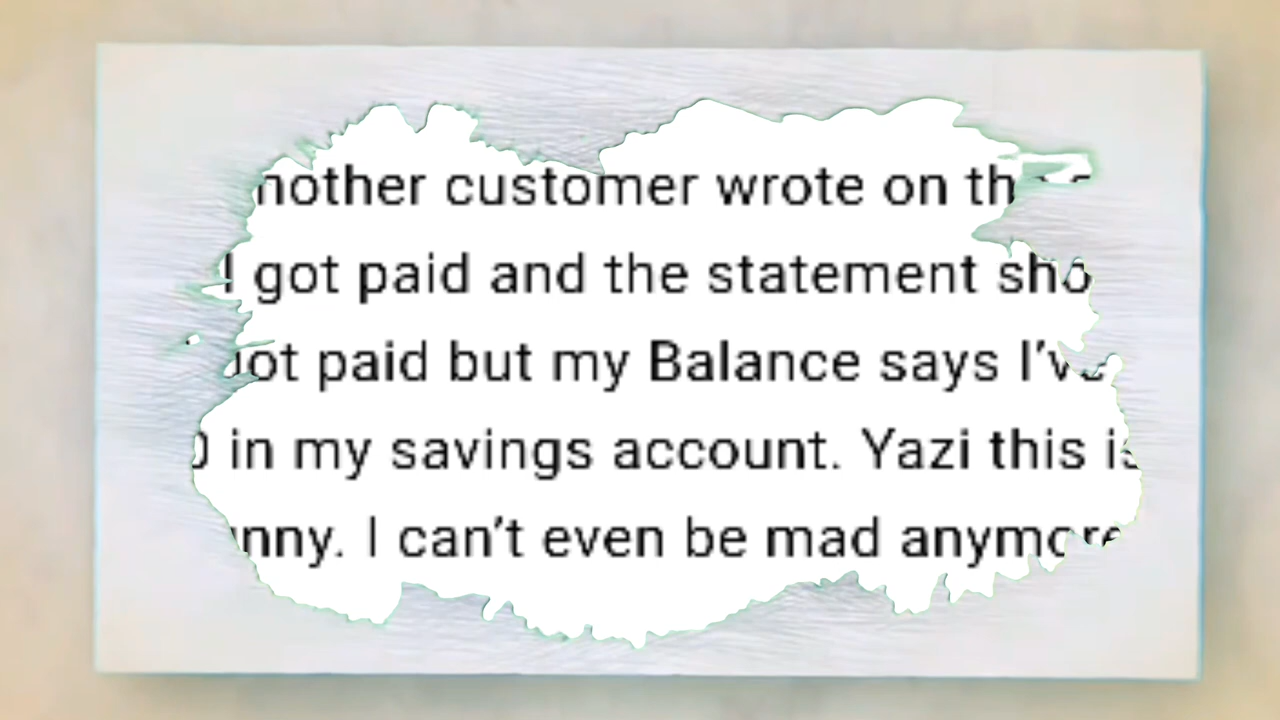 nother customer wrote on th
! got paid and the statement sho
ot paid but my Balance says I've
in my savings account. Yazi this is
nny. I can't even be mad anymore